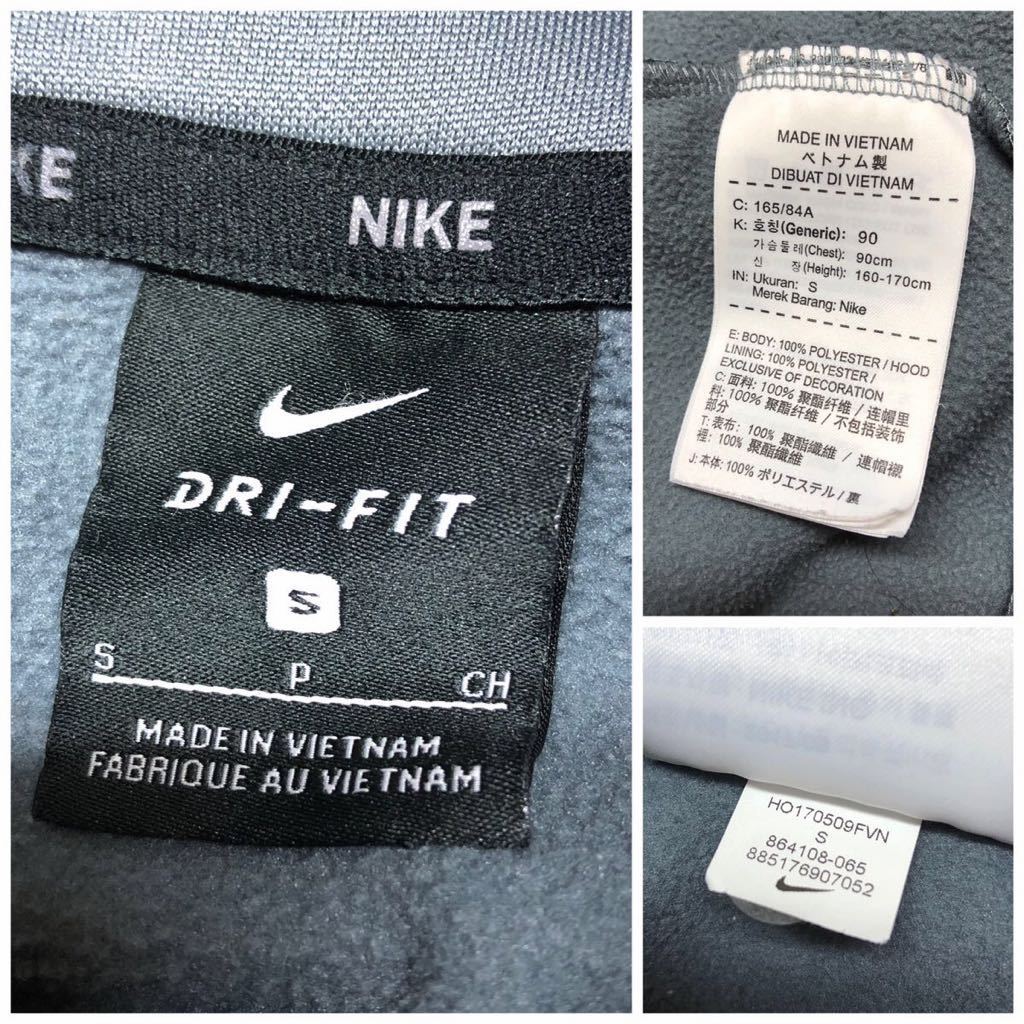 NIKE
DRI-FIT
S
S P CH
MADE IN VIETNAM
FABRIQUE AU VIETNAM
MADE IN VIETNAM
ベトナム製
DIBUAT DI VIETNAM
C: 165/84A
K: 호칭(Generic): 90
가슴둘레(Chest): 90cm
신 장(Height): 160-170cm
IN: Ukuran: S
Merek Barang: Nike
E: BODY: 100% POLYESTER / HOOD
LINING: 100% POLYESTER /
EXCLUSIVE OF DECORATION
C: 面料: 100% 聚酯纤维 / 连帽里
料: 100% 聚酯纤维 / 不包括装饰
部分
T: 表布: 100% 聚酯纖維 / 連帽襯
裡: 100% 聚酯纖維
J: 本体: 100% ポリエステル / 裏
HO170509FVN
S
864108-065
885176907052